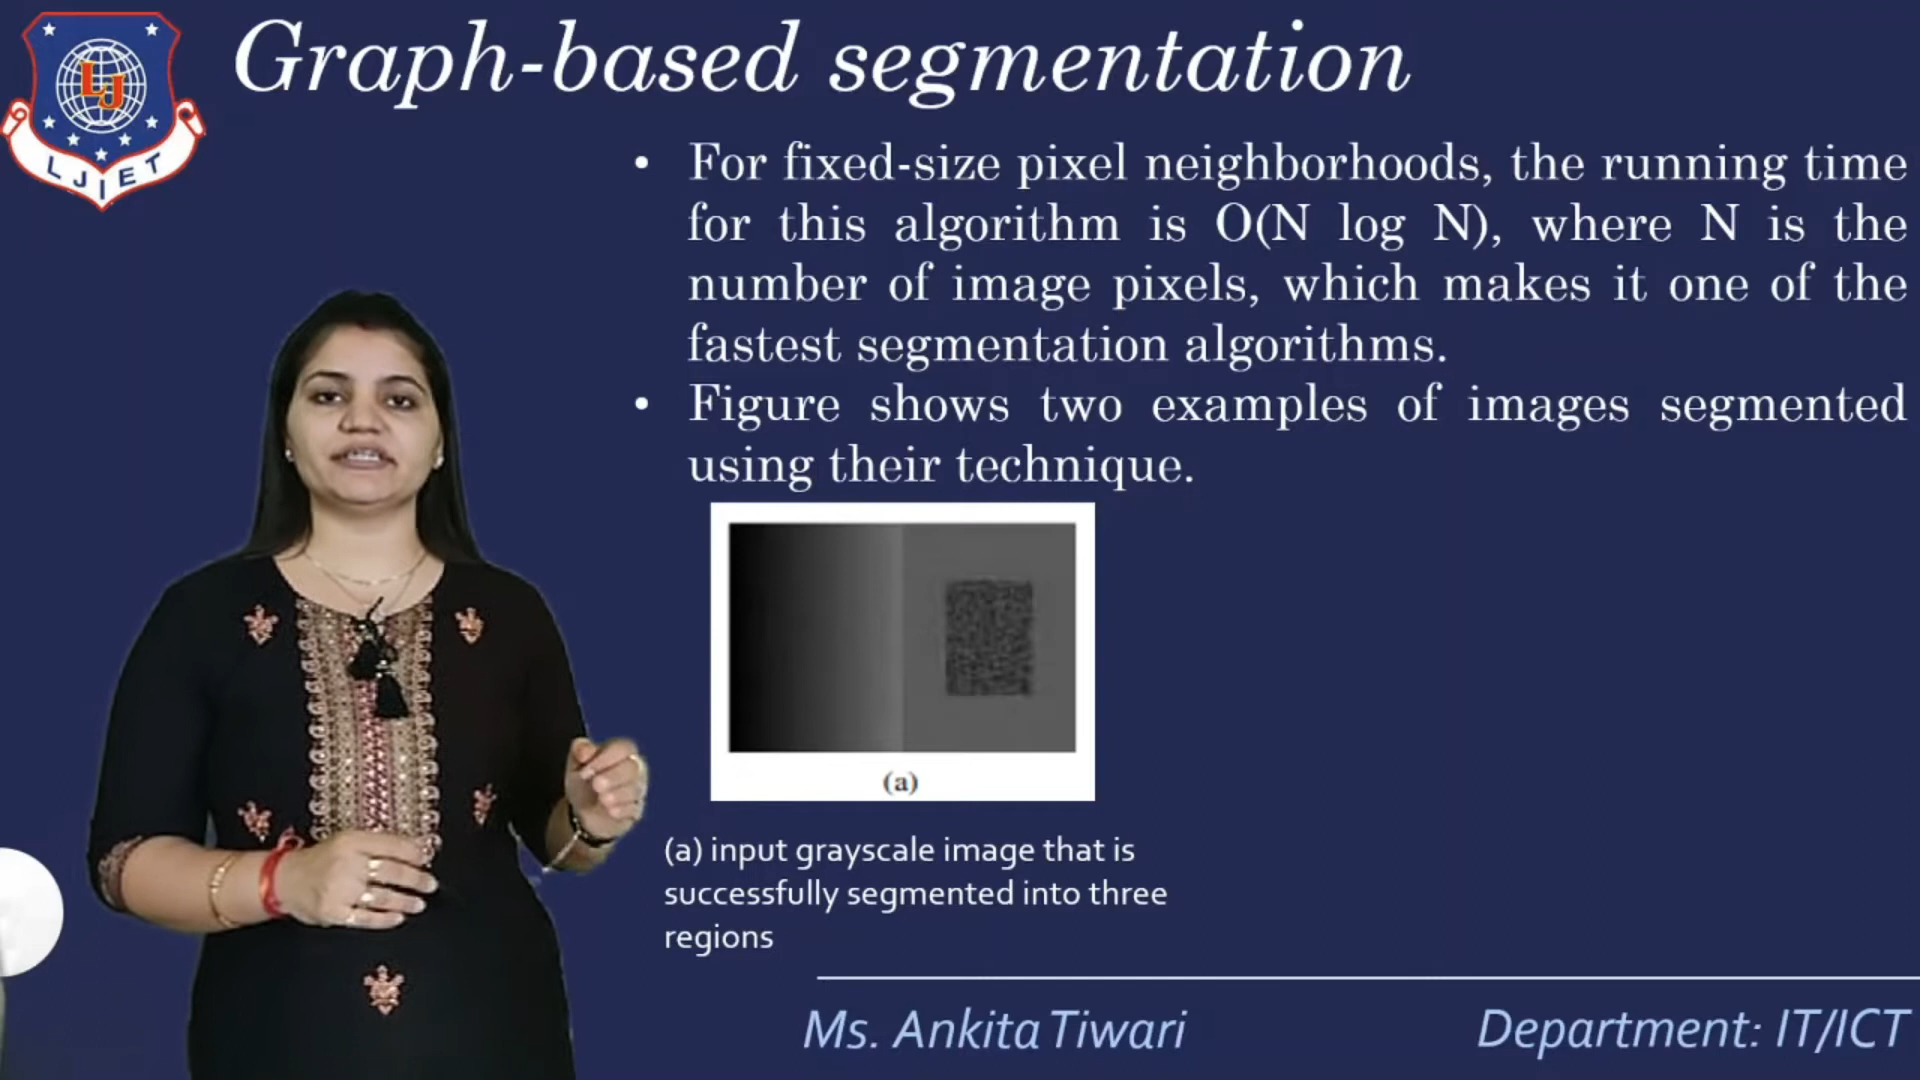 Graph-based segmentation
LJ
LJIET
• For fixed-size pixel neighborhoods, the running time
for this algorithm is O(N log N), where N is the
number of image pixels, which makes it one of the
fastest segmentation algorithms.
• Figure shows two examples of images segmented
using their technique.
(a)
(a) input grayscale image that is
successfully segmented into three
regions
Ms. Ankita Tiwari
Department: IT/ICT